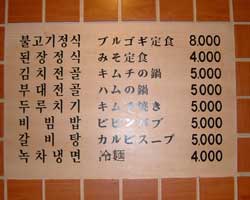 불고기정식 プルゴギ定食 8.000
된장정식 みそ定食 4.000
김치전골 キムチの鍋 5.000
부대전골 ハムの鍋 5.000
두루치기 キムチ焼き 5.000
비빔밥 ビビンバブ 5.000
갈비탕 カルビスープ 5.000
녹차냉면 冷麺 4.000